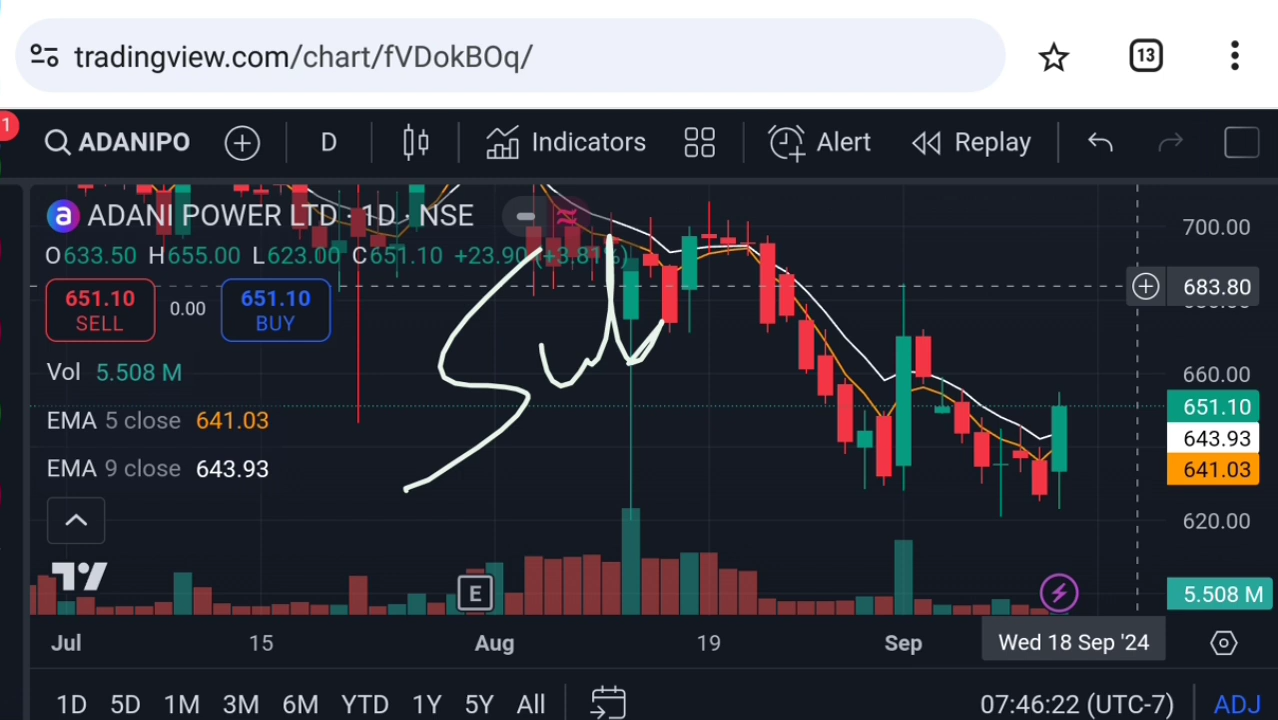 tradingview.com/chart/fVDokBOq/
13
1
ADANIPO
D
Indicators
Alert
Replay
ADANI POWER LTD · 1D · NSE
O633.50 H655.00 L623.00 C651.10 +23.90 (+3.81%)
651.10
SELL
0.00
651.10
BUY
Vol 5.508 M
EMA 5 close 641.03
EMA 9 close 643.93
700.00
683.80
660.00
651.10
643.93
641.03
620.00
5.508 M
E
Jul
15
Aug
19
Sep
Wed 18 Sep '24
1D 5D 1M 3M 6M YTD 1Y 5Y All
07:46:22 (UTC-7)
ADJ